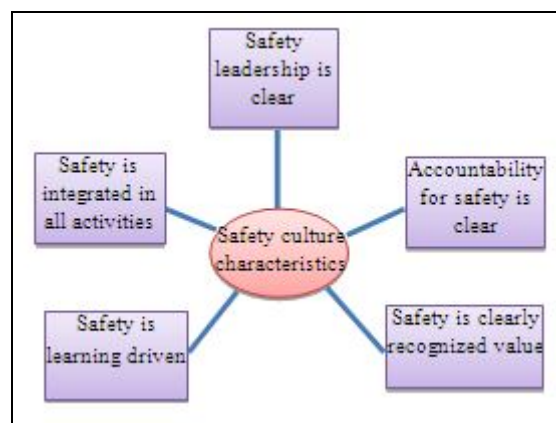 Safety
leadership is
clear
Safety is
integrated in
all activities
Accountability
for safety is
clear
Safety culture
characteristics
Safety is
learning driven
Safety is clearly
recognized value